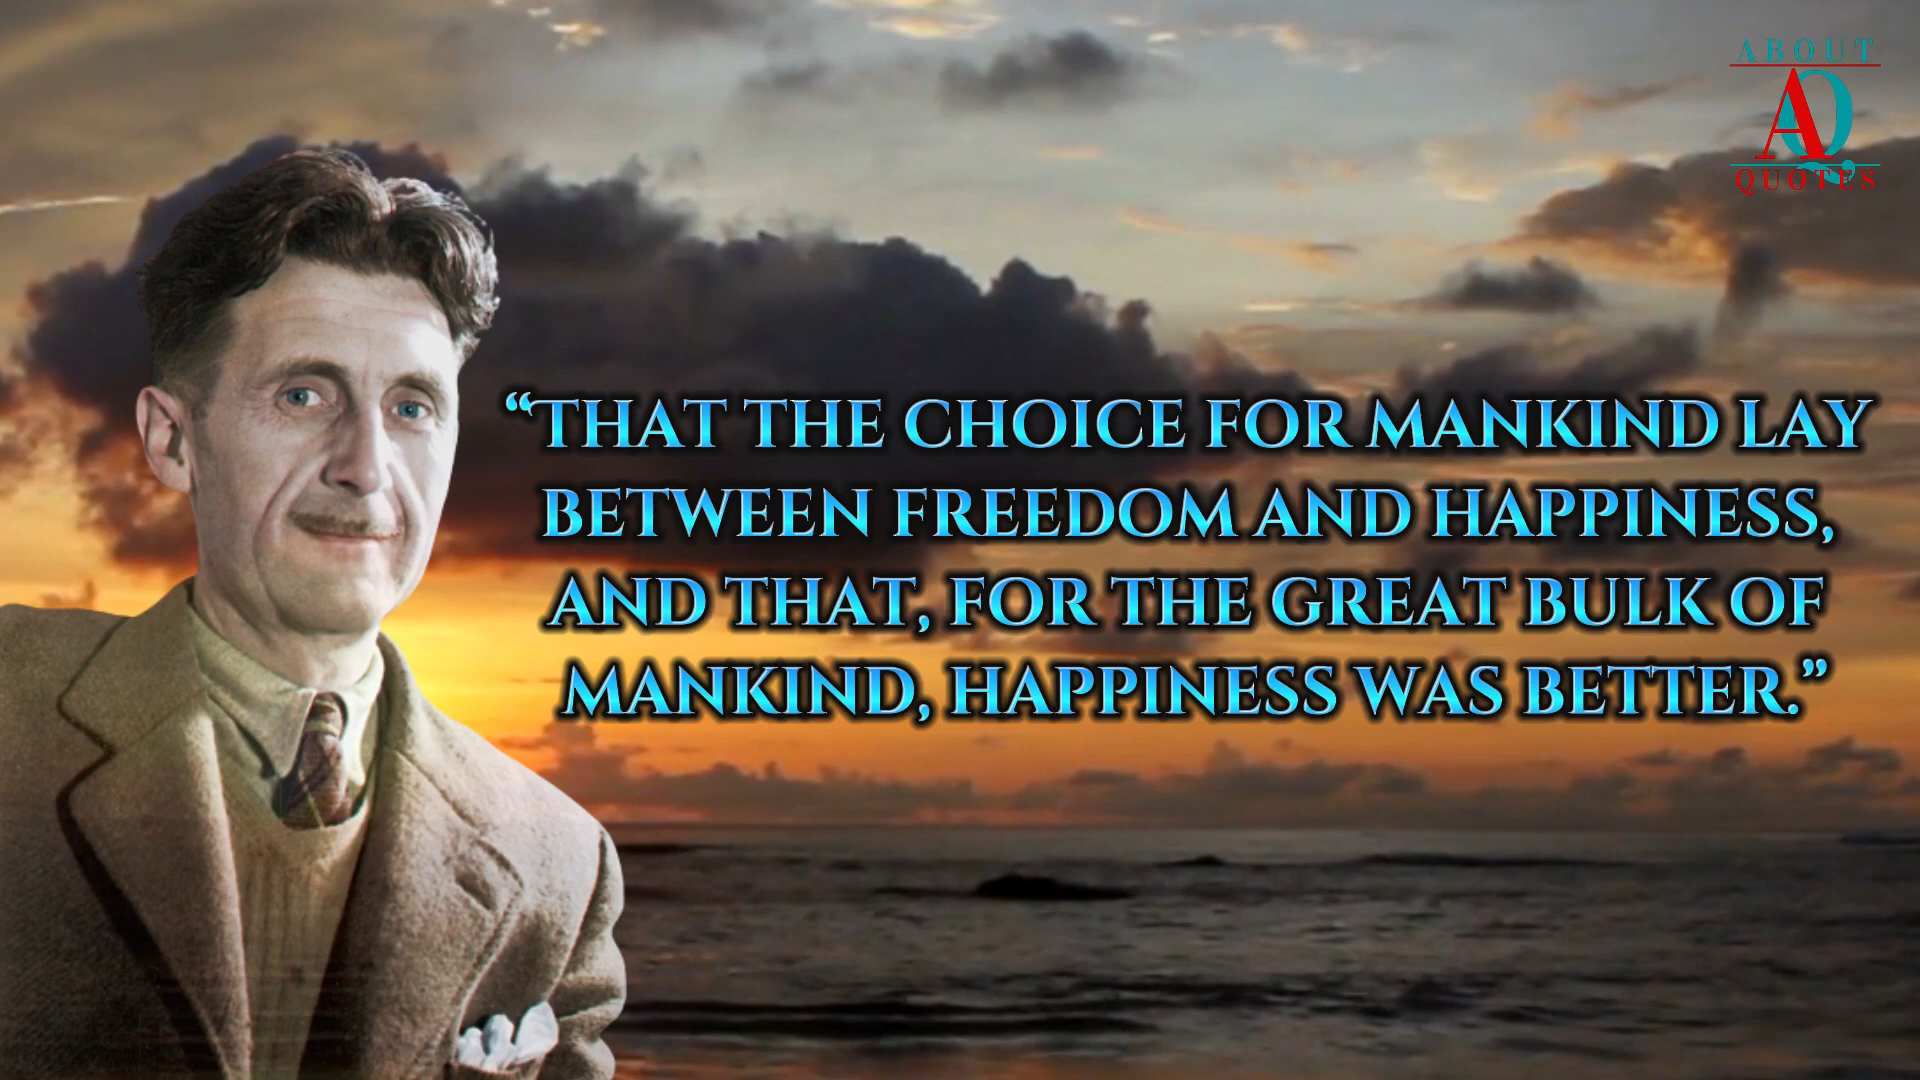 ABOUT
AQ
QUOTES
“THAT THE CHOICE FOR MANKIND LAY
BETWEEN FREEDOM AND HAPPINESS,
AND THAT, FOR THE GREAT BULK OF
MANKIND, HAPPINESS WAS BETTER.”